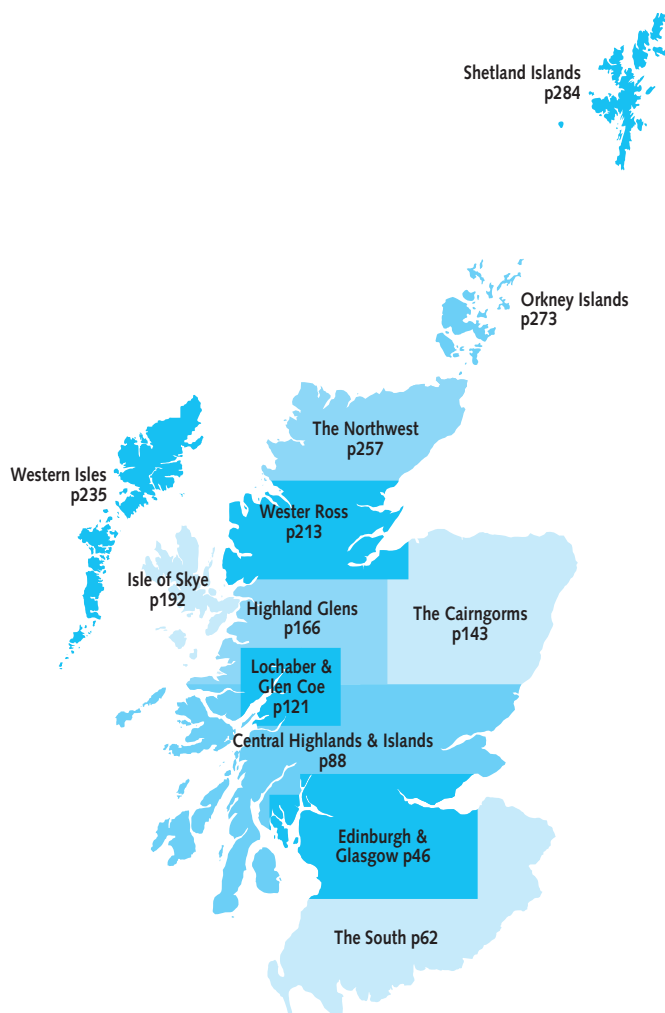 Shetland Islands
p284
Orkney Islands
p273
The Northwest
p257
Western Isles
p235
Wester Ross
p213
Isle of Skye
p192
Highland Glens
p166
The Cairngorms
p143
Lochaber &
Glen Coe
p121
Central Highlands & Islands
p88
Edinburgh &
Glasgow p46
The South p62